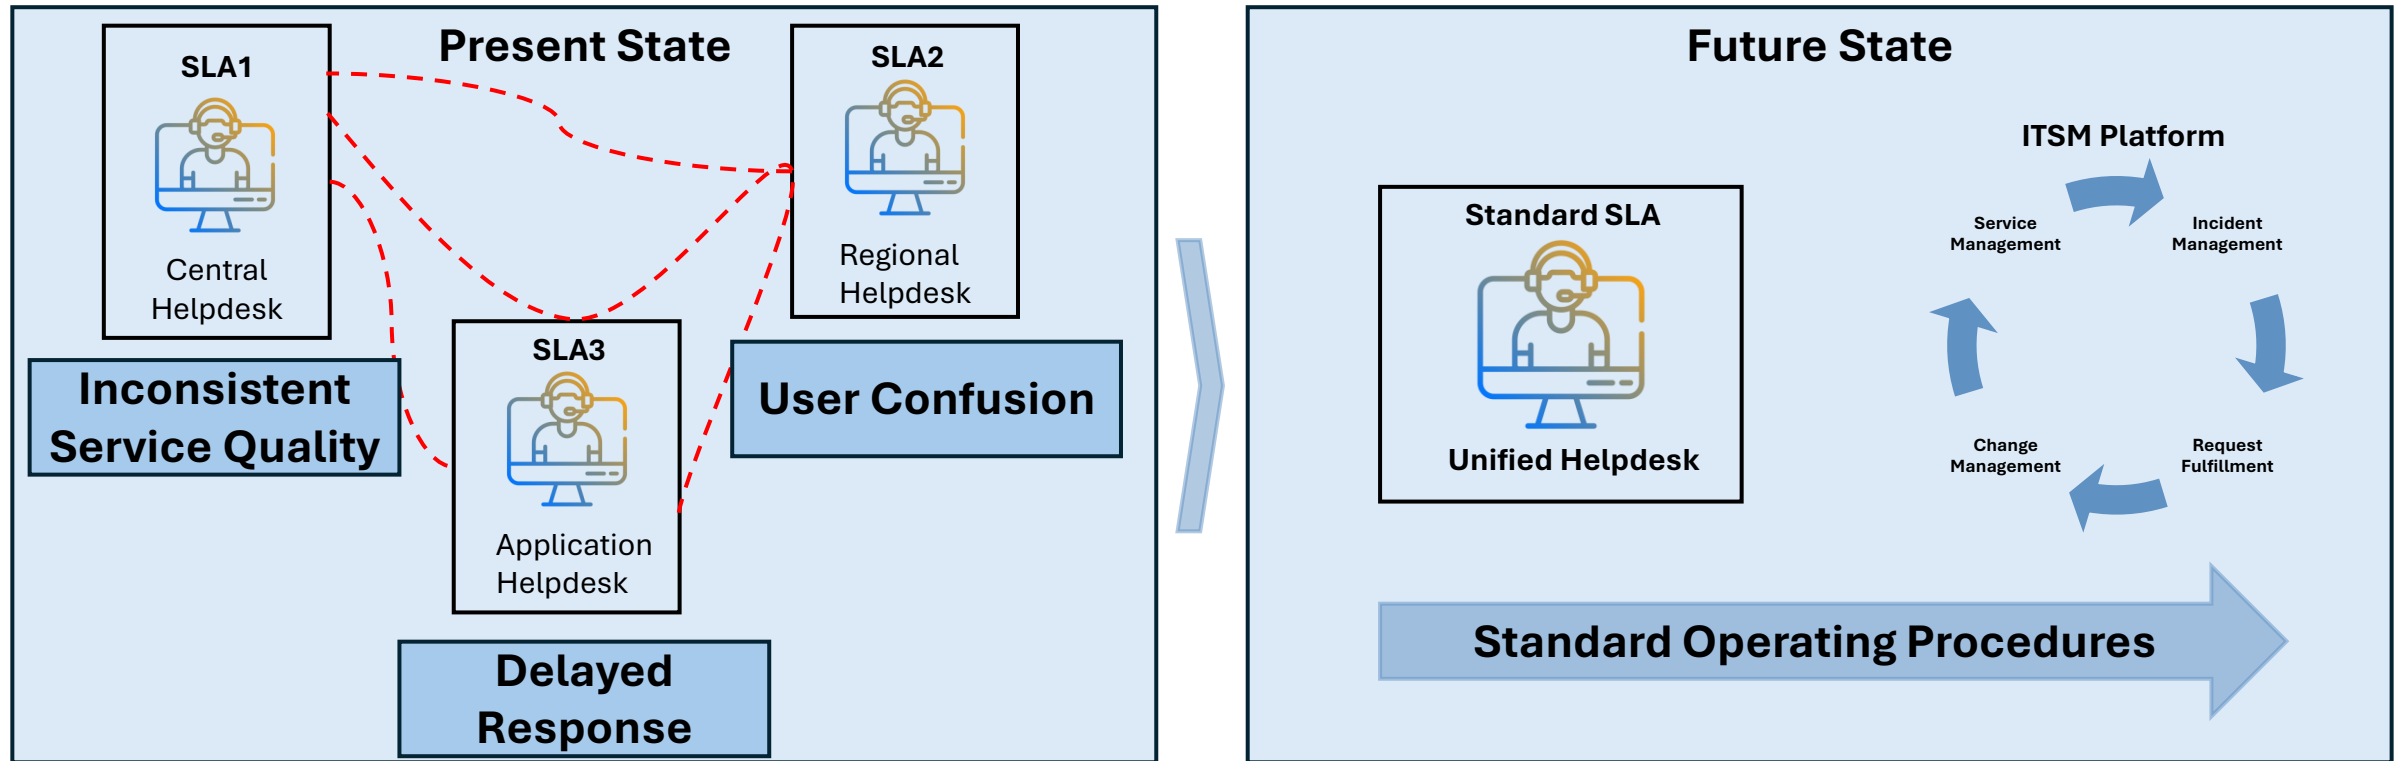 Present State
SLA1
Central
Helpdesk
SLA2
Regional
Helpdesk
Inconsistent
Service Quality
SLA3
Application
Helpdesk
User Confusion
Delayed
Response
Future State
Standard SLA
Unified Helpdesk
ITSM Platform
Service
Management
Incident
Management
Change
Management
Request
Fulfillment
Standard Operating Procedures